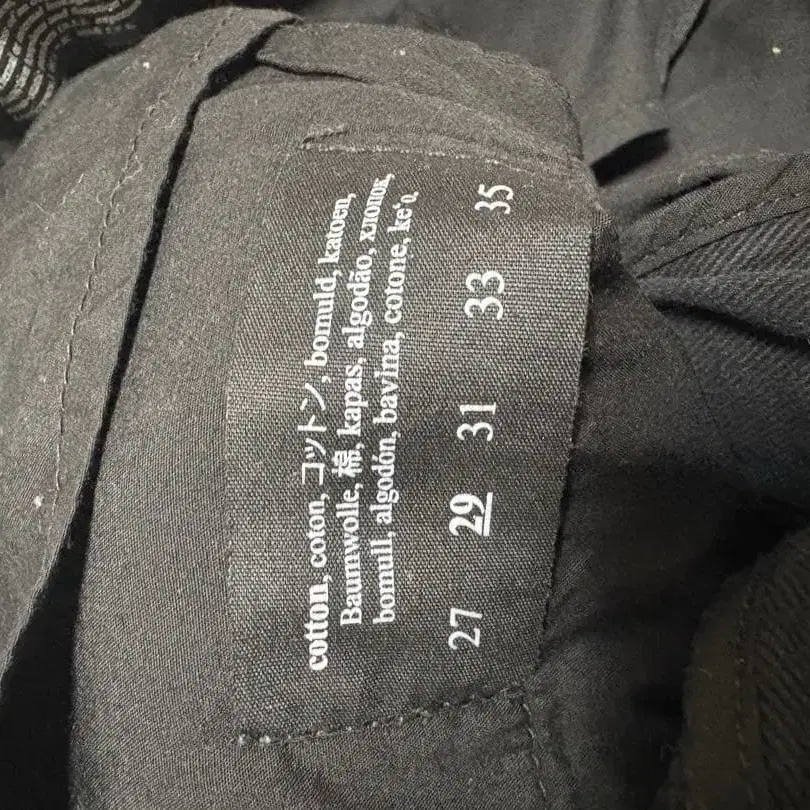 cotton, coton, コットン, bomuld, katoen,
Baumwolle, 棉, kapas, algodão, хлопок,
bomull, algodón, bavlna, cotone, keʻo
27 29 31 33 35